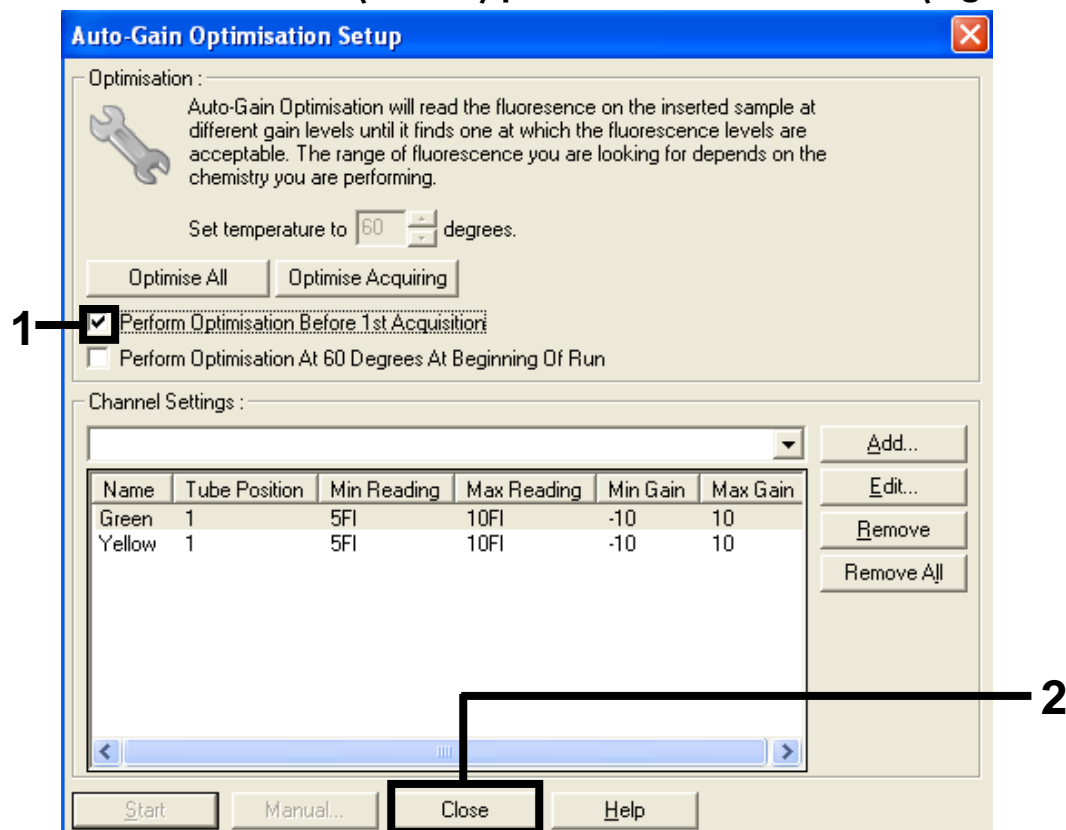 Auto-Gain Optimisation Setup
Optimisation :
Auto-Gain Optimisation will read the fluoresence on the inserted sample at
different gain levels until it finds one at which the fluorescence levels are
acceptable. The range of fluorescence you are looking for depends on the
chemistry you are performing.
Set temperature to 60 degrees.
Optimise All Optimise Acquiring
1 Perform Optimisation Before 1st Acquisition
Perform Optimisation At 60 Degrees At Beginning Of Run
Channel Settings :
Add...
Name Tube Position Min Reading Max Reading Min Gain Max Gain Edit...
Green 1 5Fl 10Fl -10 10
Remove
Yellow 1 5Fl 10Fl -10 10
Remove All
2
Start Manual... Close Help